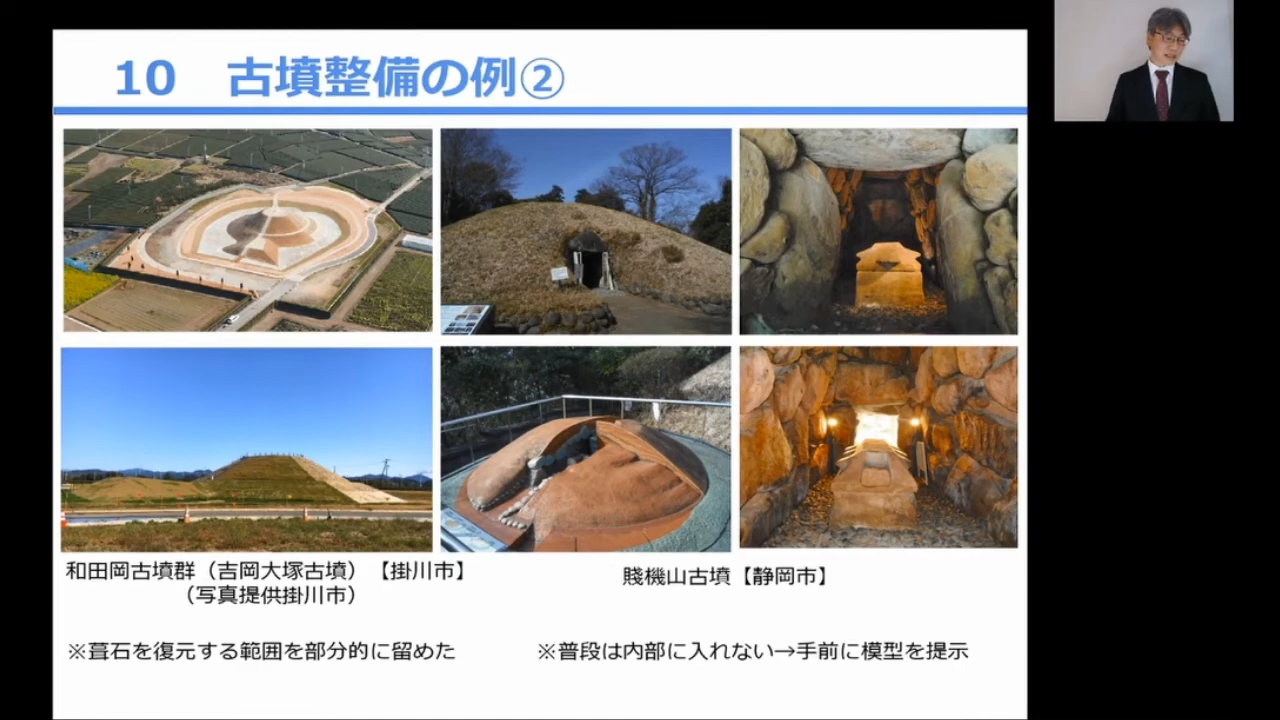 10 古墳整備の例②
和田岡古墳群（吉岡大塚古墳）【掛川市】
（写真提供掛川市）
賤機山古墳【静岡市】
※葺石を復元する範囲を部分的に留めた
※普段は内部に入れない→手前に模型を提示